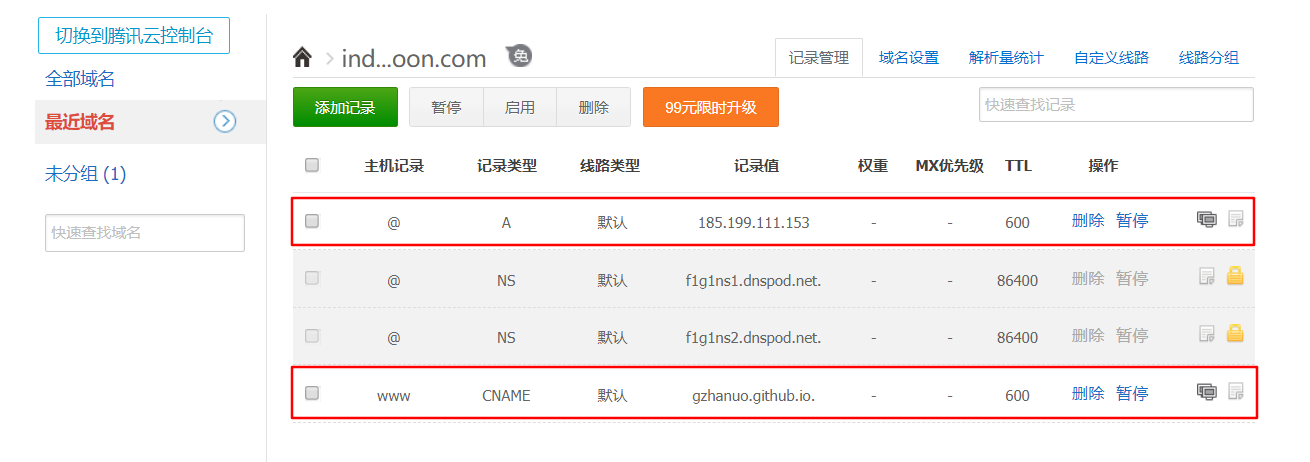 切换到腾讯云控制台
全部域名
最近域名
未分组 (1)
快速查找域名
ind...oon.com 免
记录管理 域名设置 解析量统计 自定义线路 线路分组
添加记录 暂停 启用 删除 99元限时升级 快速查找记录
主机记录 记录类型 线路类型 记录值 权重 MX优先级 TTL 操作
@ A 默认 185.199.111.153 - - 600 删除 暂停
@ NS 默认 f1g1ns1.dnspod.net. - - 86400 删除 暂停
@ NS 默认 f1g1ns2.dnspod.net. - - 86400 删除 暂停
www CNAME 默认 gzhanuo.github.io. - - 600 删除 暂停